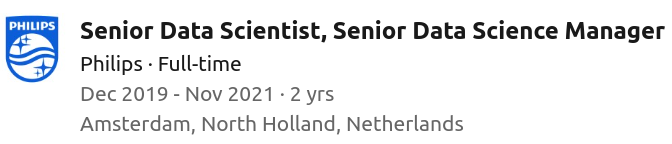 PHILIPS
Senior Data Scientist, Senior Data Science Manager
Philips · Full-time
Dec 2019 - Nov 2021 · 2 yrs
Amsterdam, North Holland, Netherlands